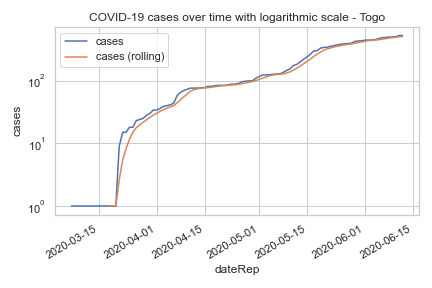 COVID-19 cases over time with logarithmic scale - Togo
cases
cases (rolling)
10²
10¹
10⁰
cases
2020-03-15
2020-04-01
2020-04-15
2020-05-01
2020-05-15
2020-06-01
2020-06-15
dateRep